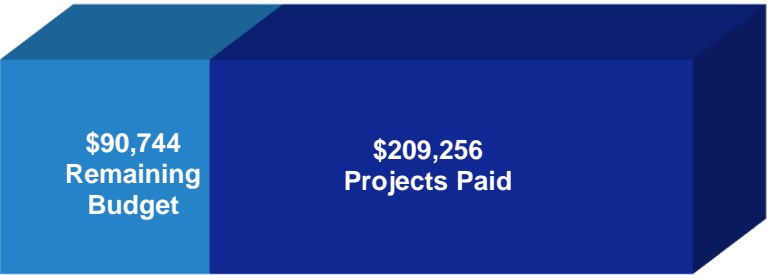 $90,744
Remaining
Budget
$209,256
Projects Paid